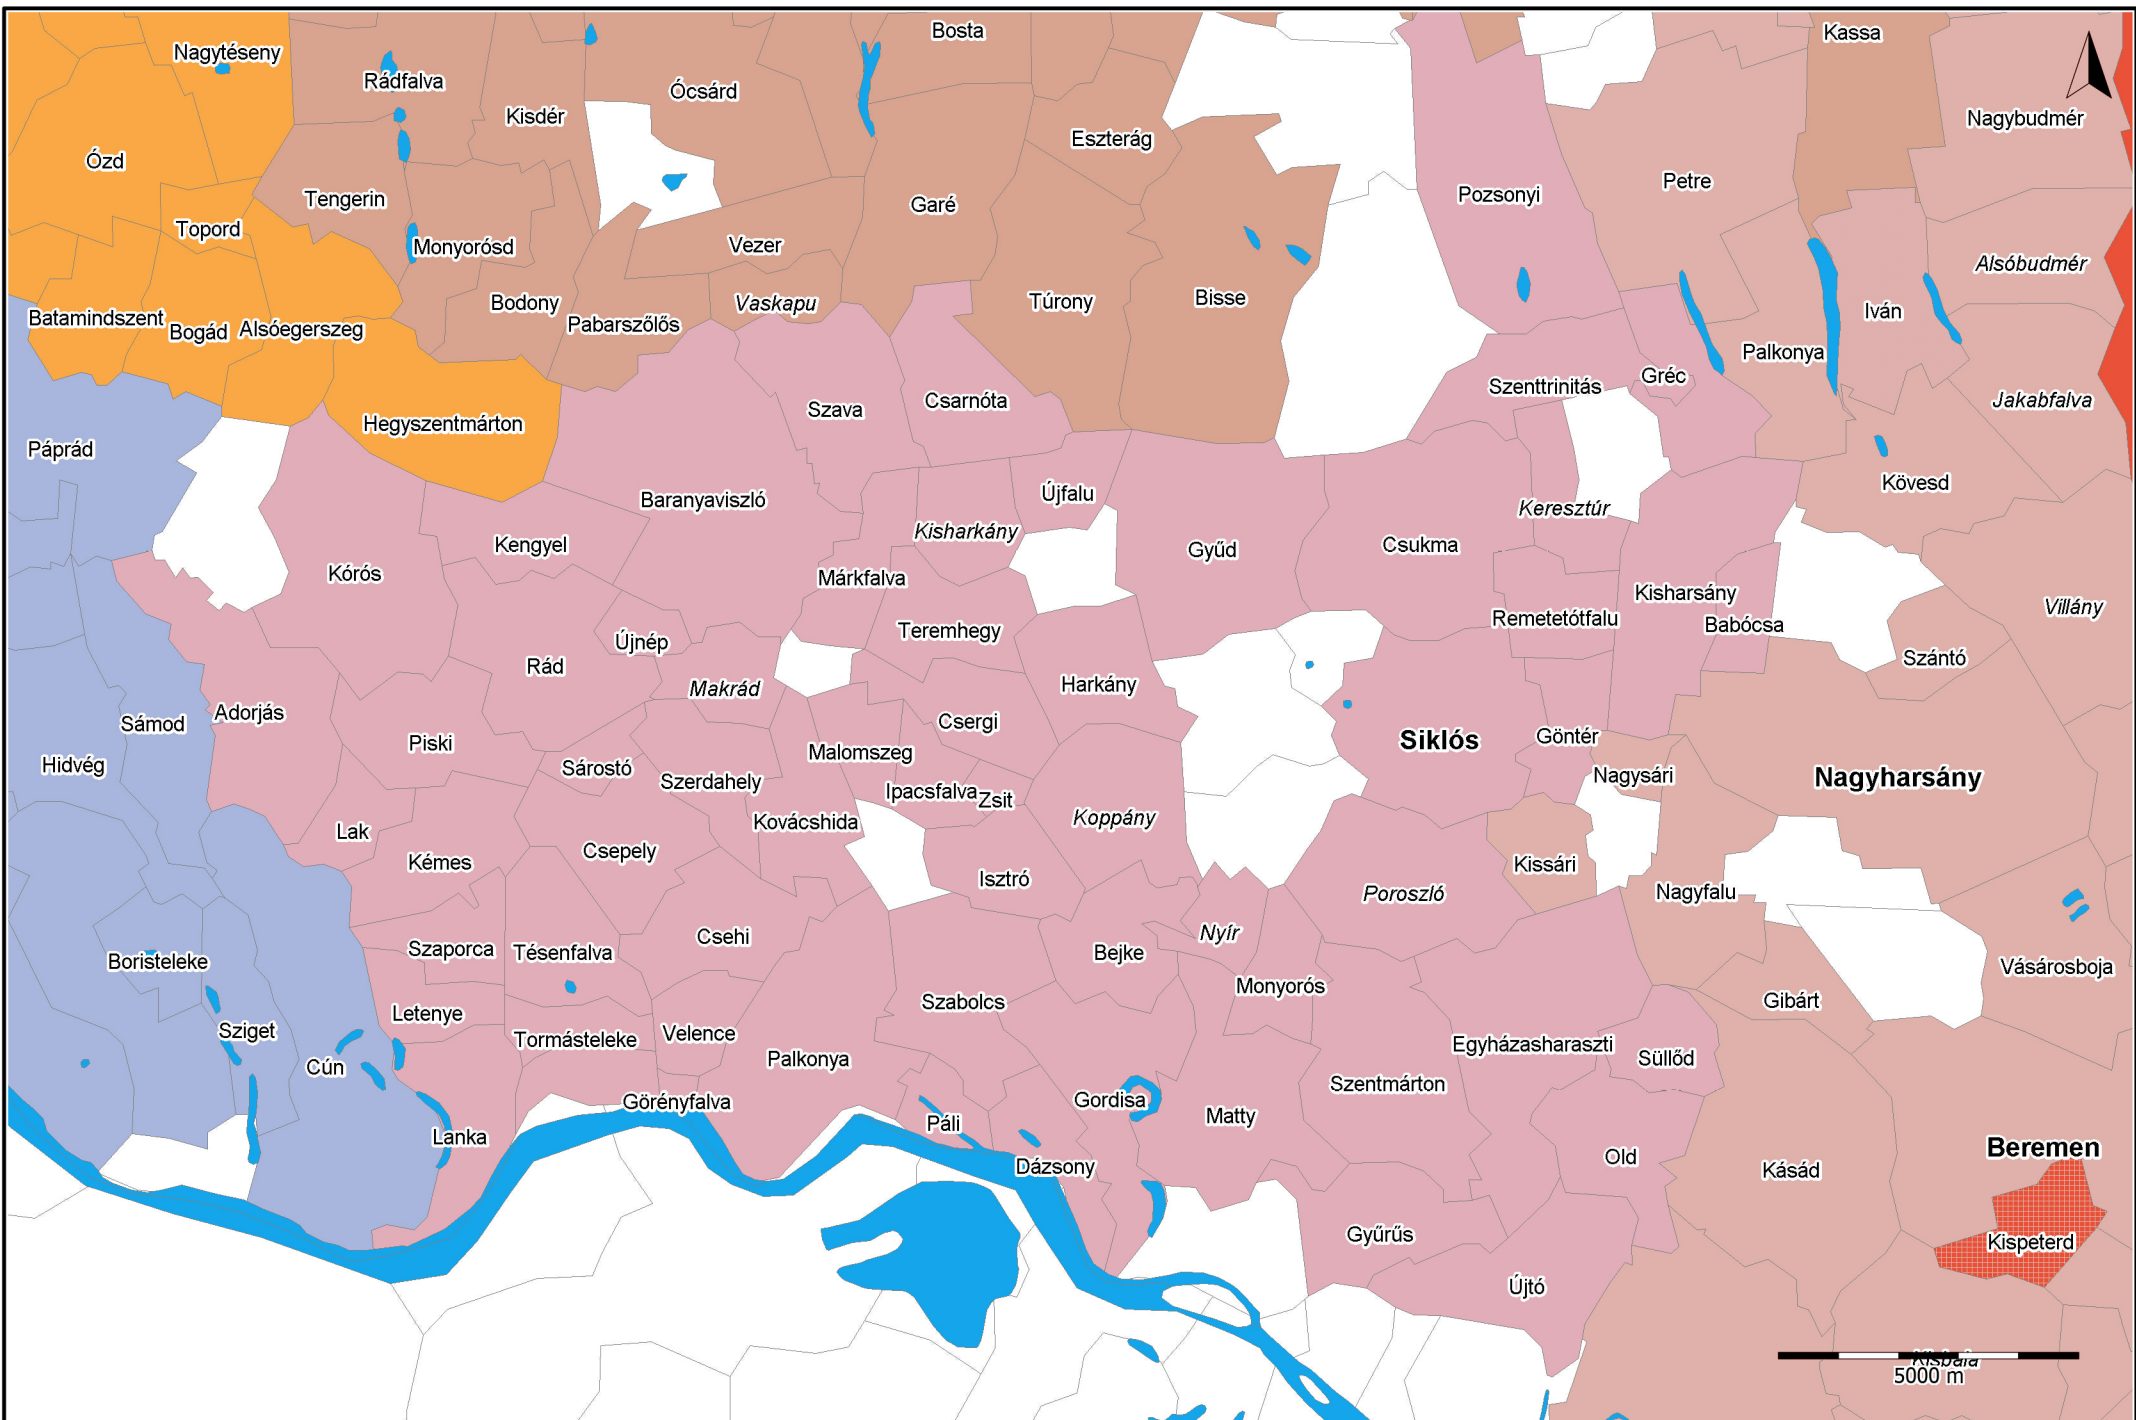 Bosta
Kassa
Nagytéseny
Rádfalva
Ócsárd
Kisdér
Nagybudmér
Eszterág
Ózd
Petre
Pozsonyi
Tengerin
Garé
Topord
Monyorósd
Vezer
Alsóbudmér
Bodony
Vaskapu
Túrony
Bisse
Iván
Batamindszent
Bogád
Alsóegerszeg
Pabarszőlős
Palkonya
Gréc
Szenttrinitás
Csarnóta
Jakabfalva
Szava
Hegyszentmárton
Páprád
Kövesd
Újfalu
Baranyaviszló
Keresztúr
Kisharkány
Kengyel
Csukma
Gyűd
Kórós
Márkfalva
Kisharsány
Villány
Remetetótfalu
Babócsa
Teremhegy
Újnép
Szántó
Rád
Makrád
Harkány
Adorjás
Sámod
Csergi
Göntér
Siklós
Piski
Malomszeg
Hidvég
Sárostó
Szerdahely
Nagysári
Nagyharsány
Ipacsfalva
Zsit
Koppány
Kovácshida
Lak
Csepely
Kémes
Kissári
Isztró
Poroszló
Nagyfalu
Nyír
Csehi
Szaporca
Tésenfalva
Bejke
Boristeleke
Vásárosboja
Monyorós
Szabolcs
Gibárt
Letenye
Sziget
Velence
Tormásteleke
Egyházasharaszti
Süllőd
Palkonya
Cún
Szentmárton
Gordisa
Görényfalva
Matty
Páli
Lanka
Beremen
Old
Dázsony
Kásád
Gyűrűs
Kispeterd
Újtó
Kisbaja
5000 m